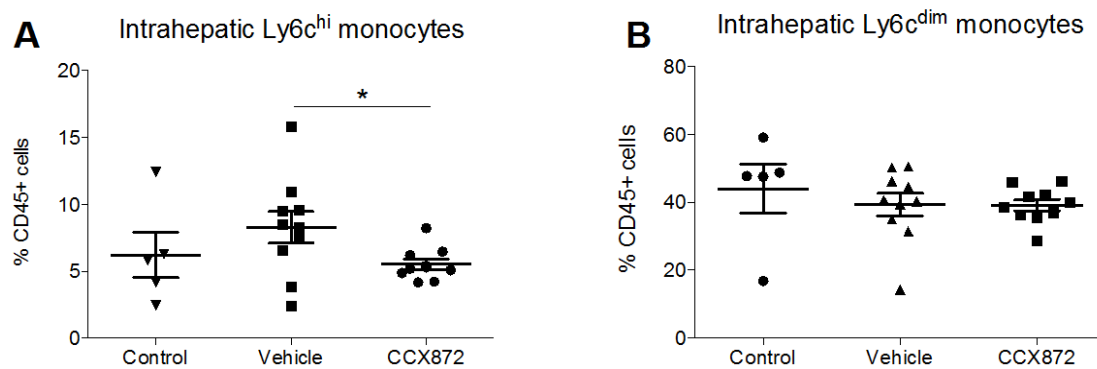 A
Intrahepatic Ly6c^hi monocytes
% CD45+ cells
20
15
10
5
0
*
Control
Vehicle
CCX872
B
Intrahepatic Ly6c^dim monocytes
% CD45+ cells
80
60
40
20
0
Control
Vehicle
CCX872